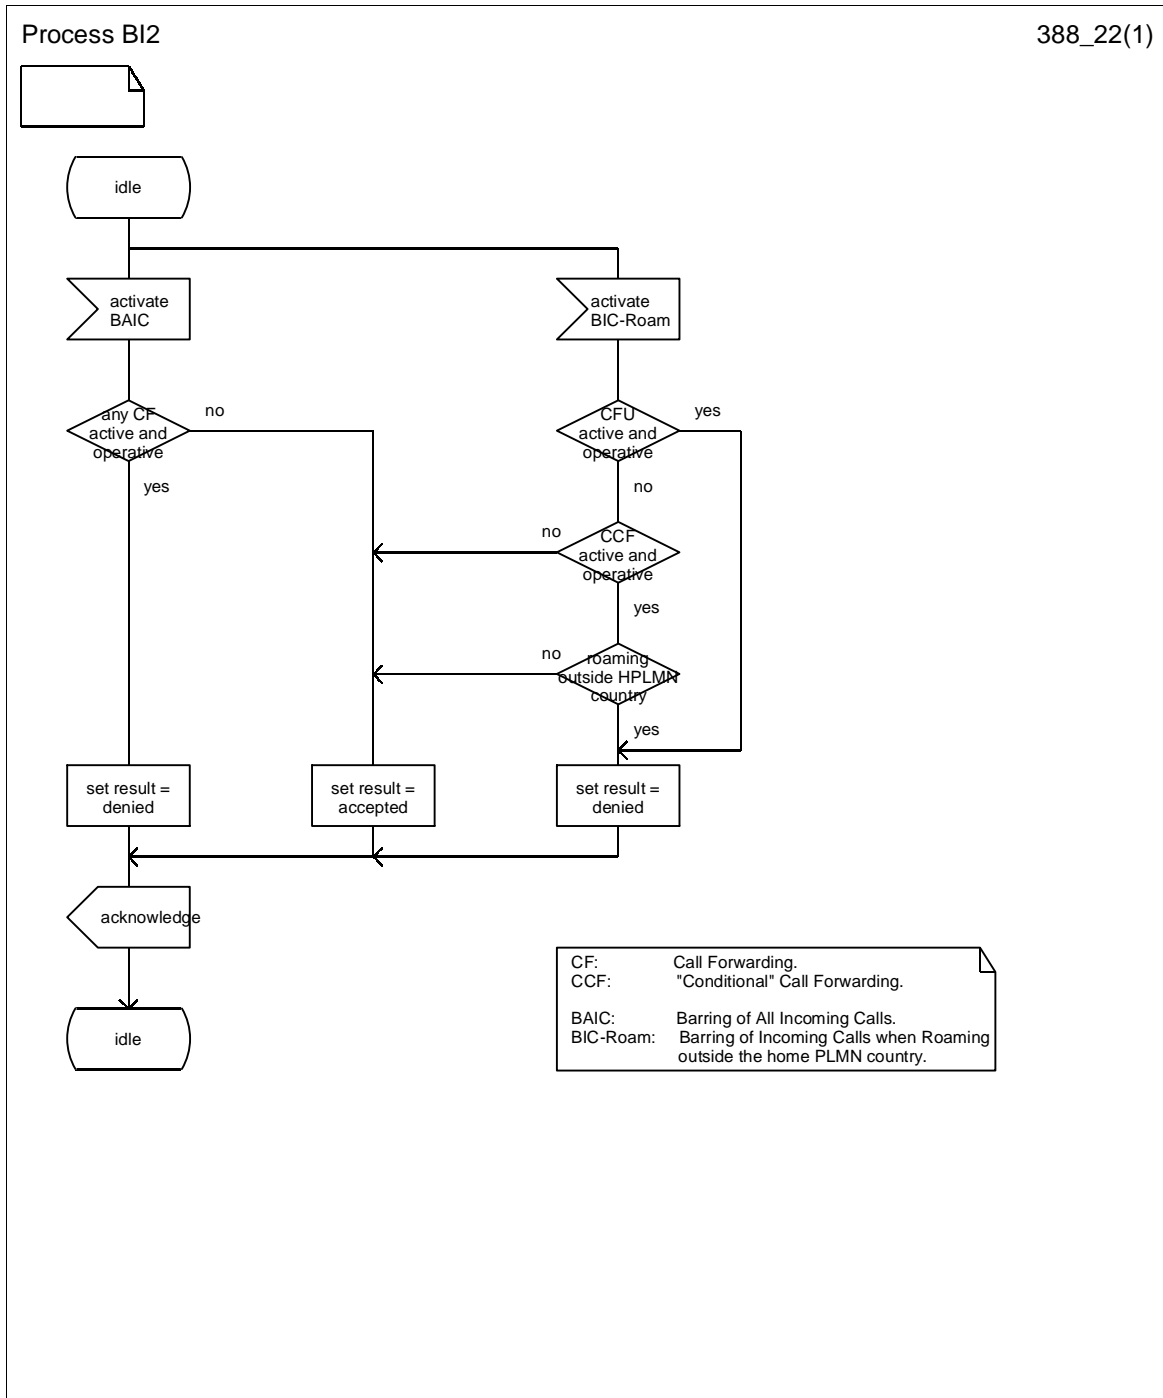 Process BI2
388_22(1)
idle
activate
BAIC
activate
BIC-Roam
any CF
active and
operative
no
yes
CFU
active and
operative
yes
no
CCF
active and
operative
no
yes
roaming
outside HPLMN
country
no
yes
set result =
denied
set result =
accepted
set result =
denied
acknowledge
idle
CF: Call Forwarding.
CCF: "Conditional" Call Forwarding.
BAIC: Barring of All Incoming Calls.
BIC-Roam: Barring of Incoming Calls when Roaming
outside the home PLMN country.